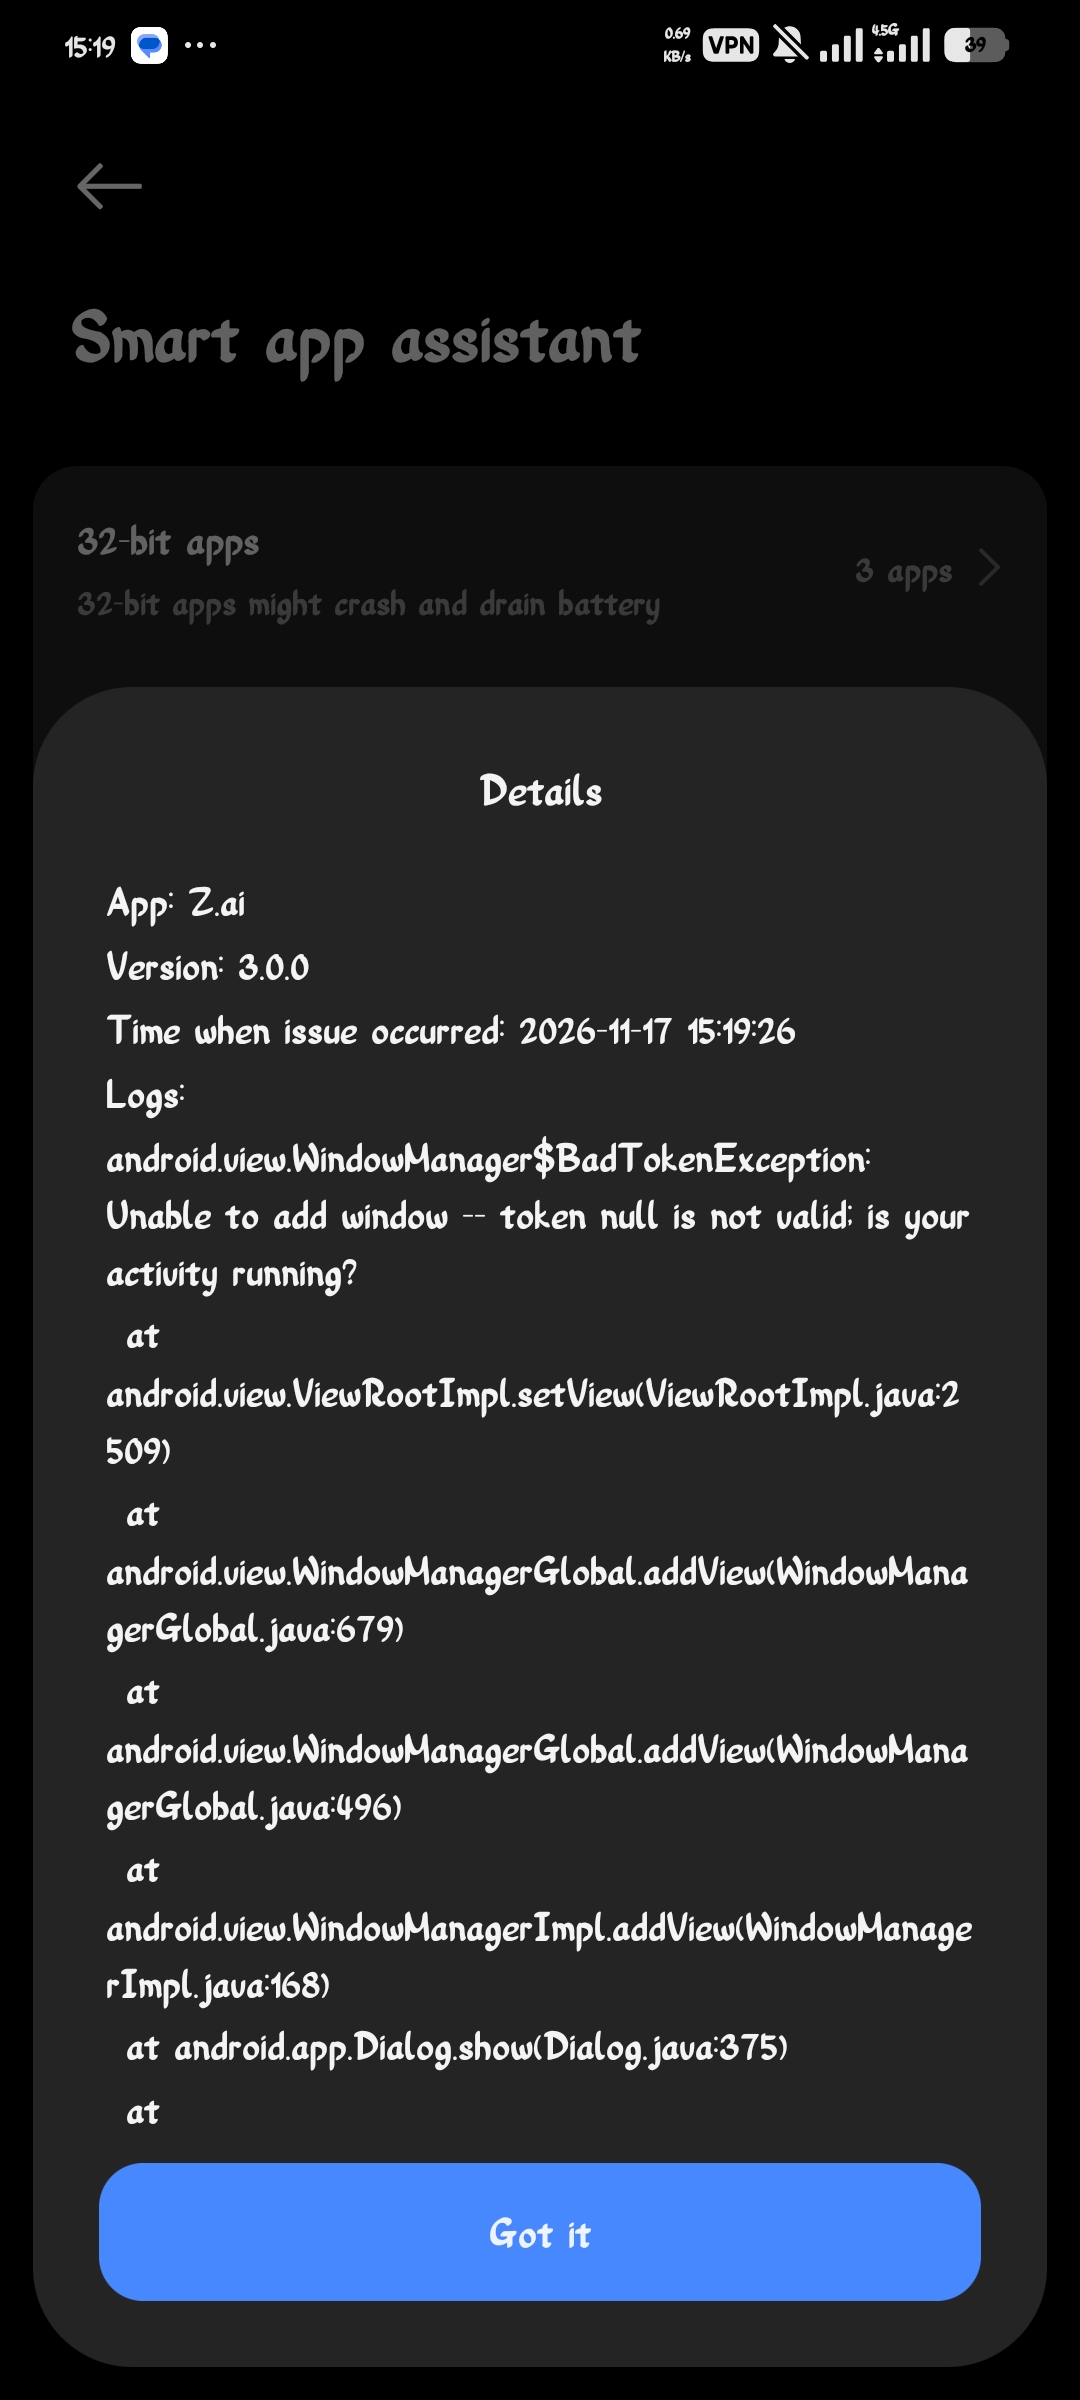 15:19
0.69
KB/s
VPN
4.5G
39
Smart app assistant
32-bit apps
32-bit apps might crash and drain battery
3 apps
Details
App: Z.ai
Version: 3.0.0
Time when issue occurred: 2026-11-17 15:19:26
Logs:
android.view.WindowManager$BadTokenException:
Unable to add window -- token null is not valid; is your
activity running?
at
android.view.ViewRootImpl.setView(ViewRootImpl.java:2
509)
at
android.view.WindowManagerGlobal.addView(WindowMana
gerGlobal.java:679)
at
android.view.WindowManagerGlobal.addView(WindowMana
gerGlobal.java:496)
at
android.view.WindowManagerImpl.addView(WindowManage
rImpl.java:168)
at android.app.Dialog.show(Dialog.java:375)
at
Got it